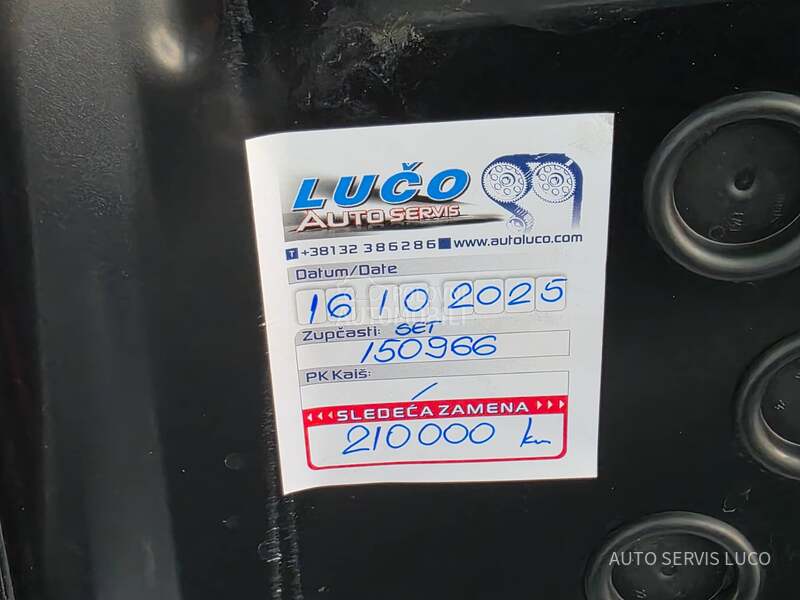 LUČO
AUTO SERVIS
T +38132 386286 www.autoluco.com
Datum/Date
16 10 2025
Zupčasti: SET
150966
PK Kaiš: /
SLEDEĆA ZAMENA
210000 km
AUTO SERVIS LUCO